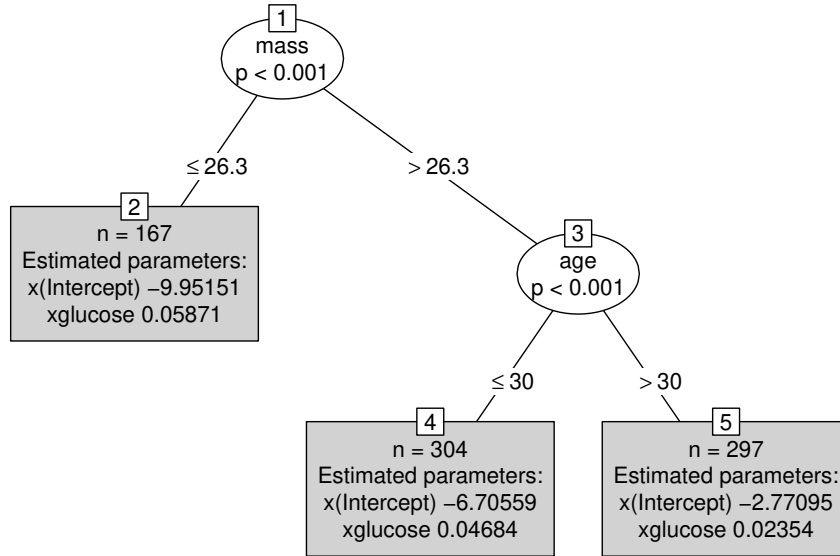 1
mass
p < 0.001
≤ 26.3
> 26.3
2
n = 167
Estimated parameters:
x(Intercept) −9.95151
xglucose 0.05871
3
age
p < 0.001
≤ 30
> 30
4
n = 304
Estimated parameters:
x(Intercept) −6.70559
xglucose 0.04684
5
n = 297
Estimated parameters:
x(Intercept) −2.77095
xglucose 0.02354